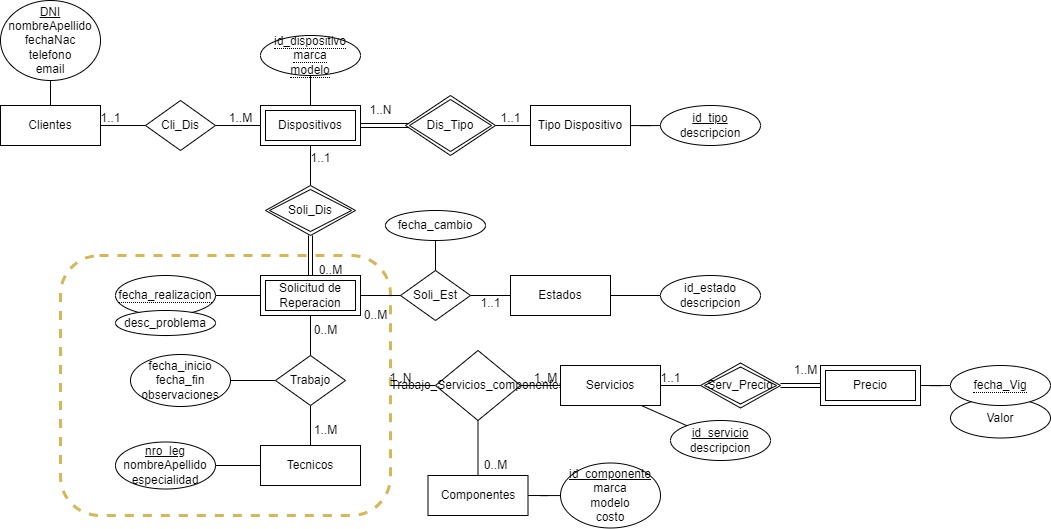 DNI
nombreApellido
fechaNac
telefono
email
id_dispositivo
marca
modelo
Clientes
1..1
Cli_Dis
1..M
Dispositivos
1..N
Dis_Tipo
1..1
Tipo Dispositivo
id_tipo
descripcion
1..1
Soli_Dis
fecha_cambio
0..M
fecha_realizacion
desc_problema
Solicitud de
Reperacion
0..M
Soli_Est
1..1
Estados
id_estado
descripcion
0..M
fecha_inicio
fecha_fin
observaciones
Trabajo
1..N
Trabajo_Servicios_componente
1..M
Servicios
1..1
Serv_Precio
1..M
Precio
fecha_Vig
Valor
id_servicio
descripcion
1..M
nro_leg
nombreApellido
especialidad
Tecnicos
0..M
Componentes
id_componente
marca
modelo
costo